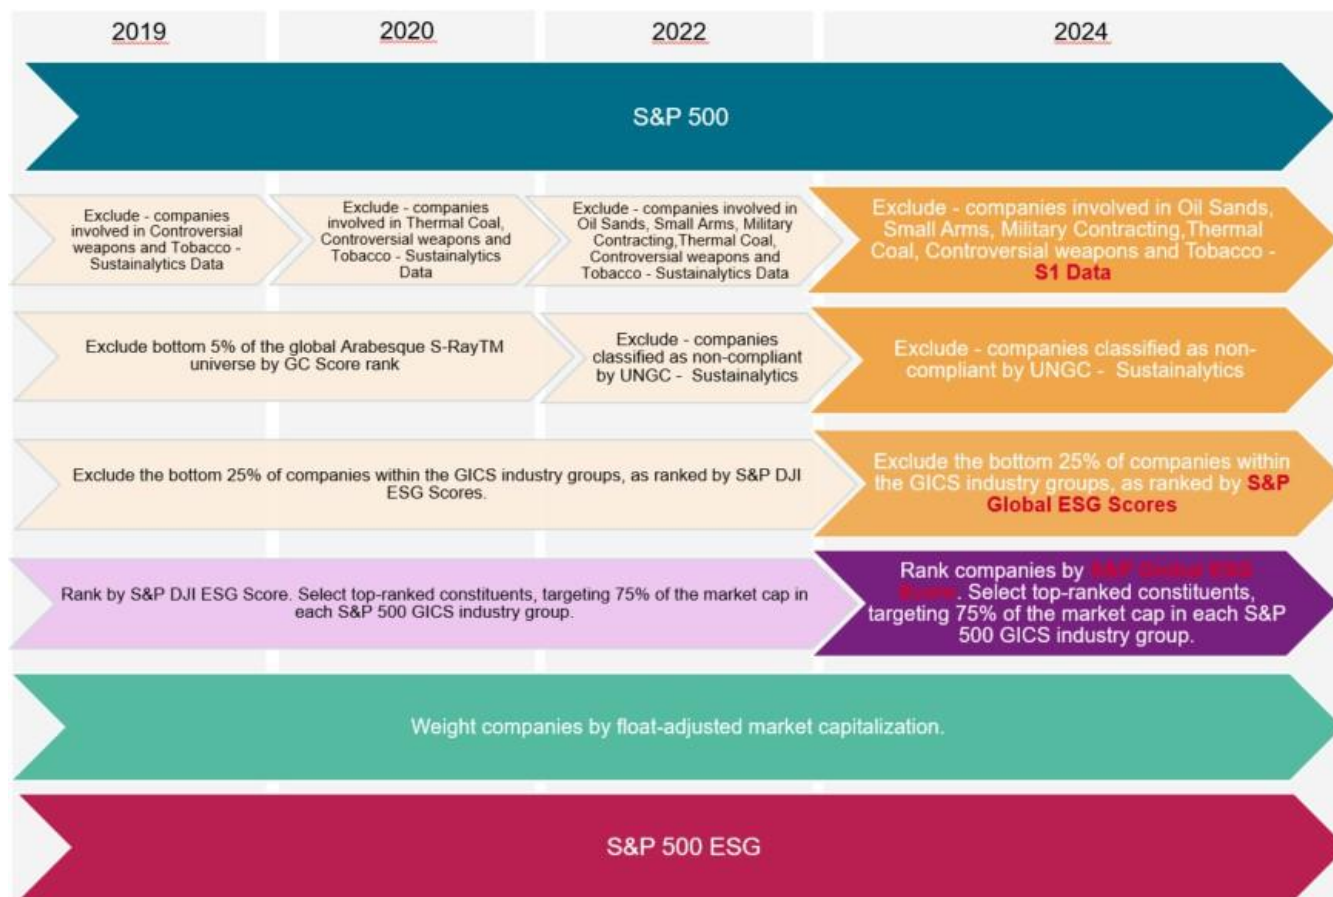 2019
2020
2022
2024
S&P 500
Exclude - companies
involved in Controversial
weapons and Tobacco -
Sustainalytics Data
Exclude - companies
involved in Thermal Coal,
Controversial weapons and
Tobacco - Sustainalytics
Data
Exclude - companies involved in
Oil Sands, Small Arms, Military
Contracting,Thermal Coal,
Controversial weapons and
Tobacco - Sustainalytics Data
Exclude - companies involved in Oil Sands,
Small Arms, Military Contracting,Thermal
Coal, Controversial weapons and Tobacco -
S1 Data
Exclude bottom 5% of the global Arabesque S-RayTM
universe by GC Score rank
Exclude - companies
classified as non-compliant
by UNGC - Sustainalytics
Exclude - companies classified as non-
compliant by UNGC - Sustainalytics
Exclude the bottom 25% of companies within the GICS industry groups, as ranked by S&P DJI
ESG Scores.
Exclude the bottom 25% of companies within
the GICS industry groups, as ranked by S&P
Global ESG Scores
Rank by S&P DJI ESG Score. Select top-ranked constituents, targeting 75% of the market cap in
each S&P 500 GICS industry group.
Rank companies by S&P Global ESG
Score. Select top-ranked constituents,
targeting 75% of the market cap in each S&P
500 GICS industry group.
Weight companies by float-adjusted market capitalization.
S&P 500 ESG